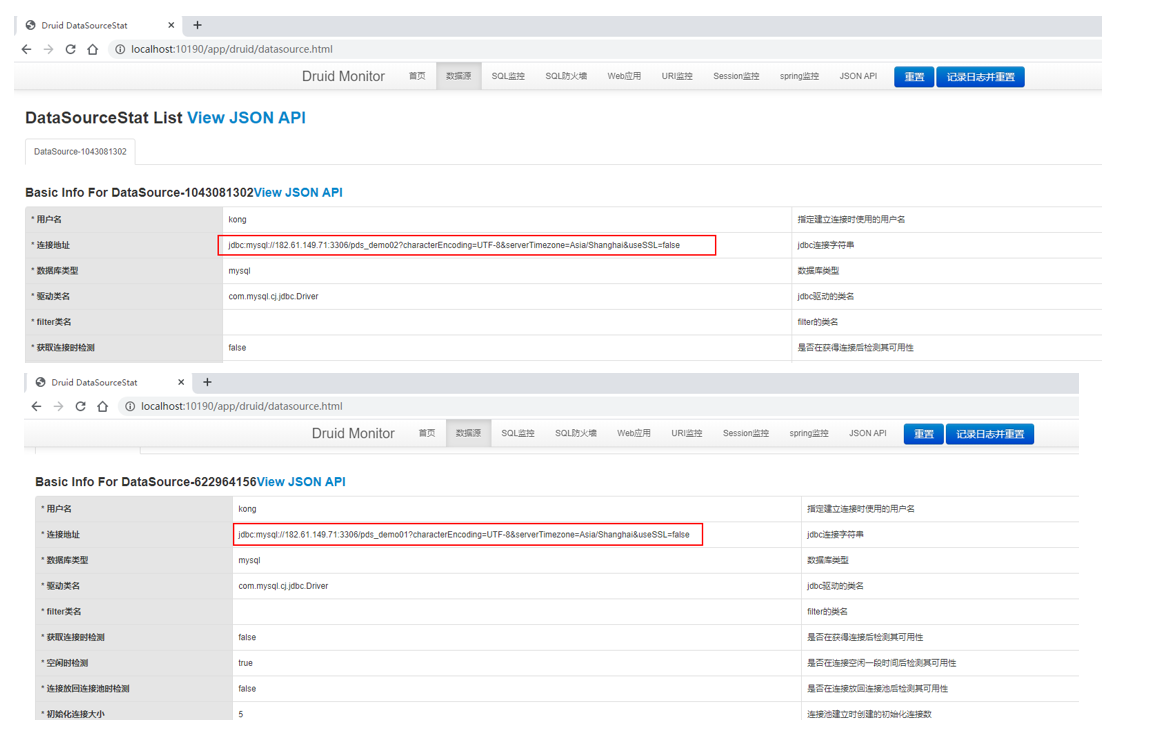 Druid DataSourceStat × +
localhost:10190/app/druid/datasource.html
Druid Monitor 首页 数据源 SQL监控 SQL防火墙 Web应用 URI监控 Session监控 spring监控 JSON API 重置 记录日志并重置
DataSourceStat List View JSON API
DataSource-1043081302
Basic Info For DataSource-1043081302View JSON API
* 用户名 kong 指定建立连接时使用的用户名
* 连接地址 jdbc:mysql://182.61.149.71:3306/pds_demo02?characterEncoding=UTF-8&serverTimezone=Asia/Shanghai&useSSL=false jdbc连接字符串
* 数据库类型 mysql 数据库类型
* 驱动类名 com.mysql.cj.jdbc.Driver jdbc驱动的类名
* filter类名 filter的类名
* 获取连接时检测 false 是否在获得连接后检测其可用性
Druid DataSourceStat × +
localhost:10190/app/druid/datasource.html
Druid Monitor 首页 数据源 SQL监控 SQL防火墙 Web应用 URI监控 Session监控 spring监控 JSON API 重置 记录日志并重置
Basic Info For DataSource-622964156View JSON API
* 用户名 kong 指定建立连接时使用的用户名
* 连接地址 jdbc:mysql://182.61.149.71:3306/pds_demo01?characterEncoding=UTF-8&serverTimezone=Asia/Shanghai&useSSL=false jdbc连接字符串
* 数据库类型 mysql 数据库类型
* 驱动类名 com.mysql.cj.jdbc.Driver jdbc驱动的类名
* filter类名 filter的类名
* 获取连接时检测 false 是否在获得连接后检测其可用性
* 空闲时检测 true 是否在连接空闲一段时间后检测其可用性
* 连接放回连接池时检测 false 是否在连接放回连接池后检测其可用性
* 初始化连接大小 5 连接池建立时创建的初始化连接数